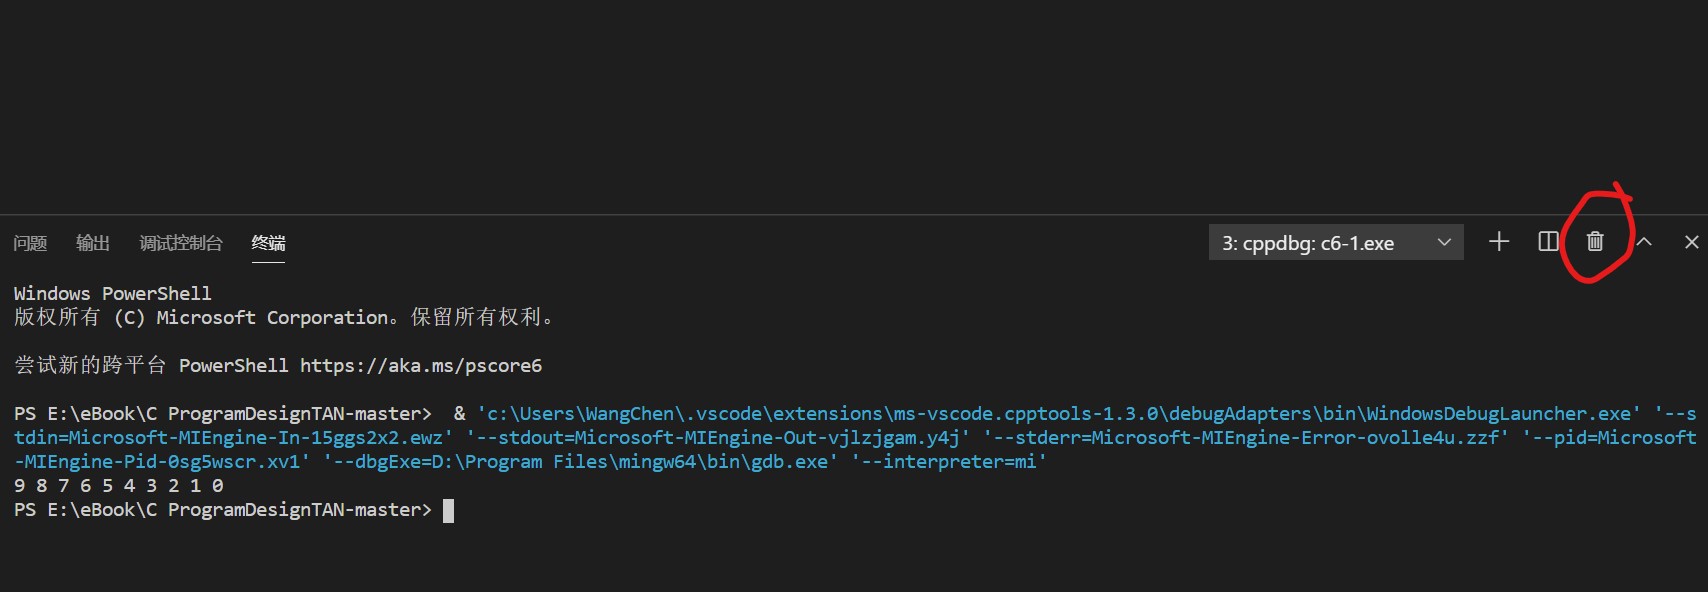 问题 输出 调试控制台 终端 3: cppdbg: c6-1.exe
Windows PowerShell
版权所有 (C) Microsoft Corporation。保留所有权利。
尝试新的跨平台 PowerShell https://aka.ms/pscore6
PS E:\eBook\C ProgramDesignTAN-master>  & 'c:\Users\WangChen\.vscode\extensions\ms-vscode.cpptools-1.3.0\debugAdapters\bin\WindowsDebugLauncher.exe' '--s
tdin=Microsoft-MIEngine-In-15ggs2x2.ewz' '--stdout=Microsoft-MIEngine-Out-vjlzjgam.y4j' '--stderr=Microsoft-MIEngine-Error-ovolle4u.zzf' '--pid=Microsoft
-MIEngine-Pid-0sg5wscr.xv1' '--dbgExe=D:\Program Files\mingw64\bin\gdb.exe' '--interpreter=mi'
9 8 7 6 5 4 3 2 1 0
PS E:\eBook\C ProgramDesignTAN-master>